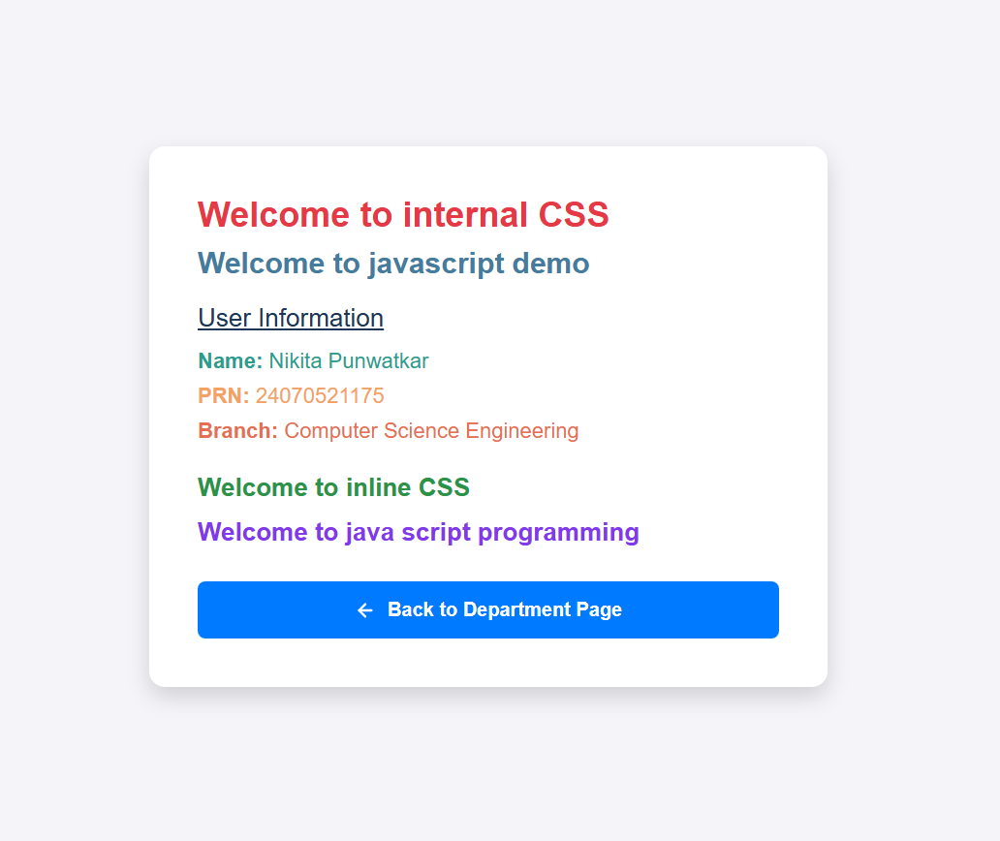 Welcome to internal CSS
Welcome to javascript demo
User Information
Name: Nikita Punwatkar
PRN: 24070521175
Branch: Computer Science Engineering
Welcome to inline CSS
Welcome to java script programming
← Back to Department Page